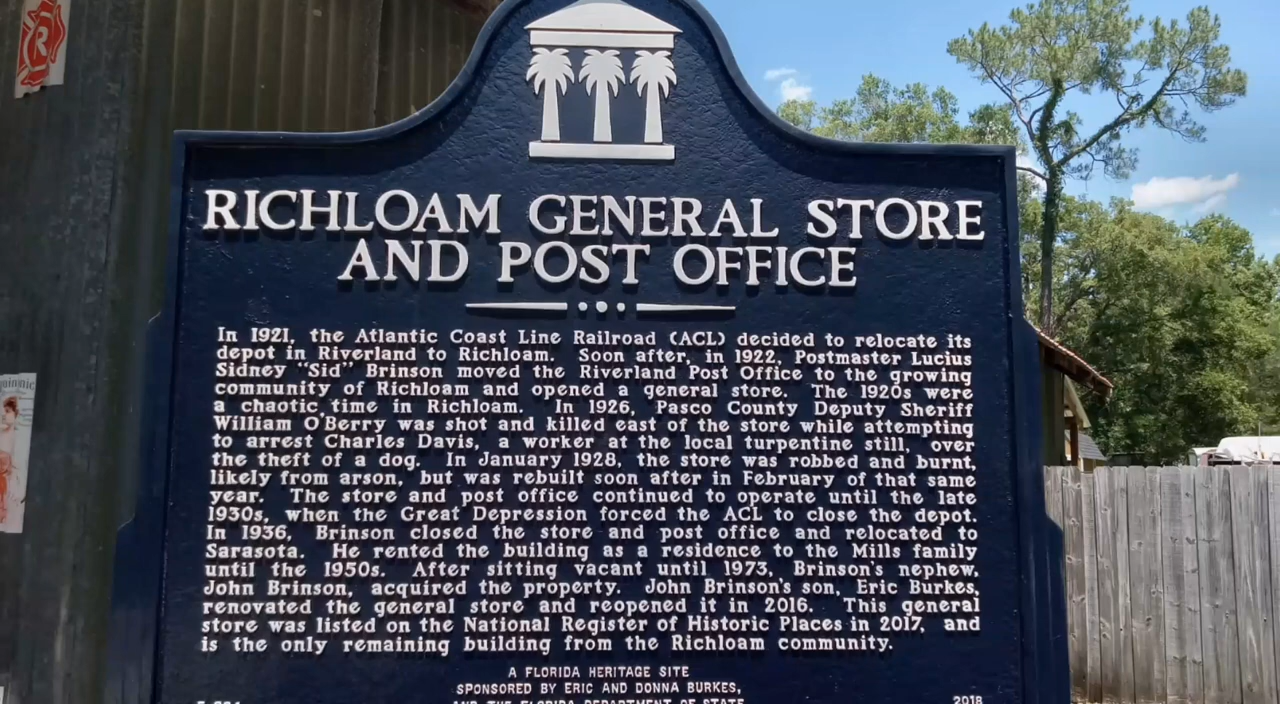 R
RICHLOAM GENERAL STORE
AND POST OFFICE
In 1921, the Atlantic Coast Line Railroad (ACL) decided to relocate its
depot in Riverland to Richloam. Soon after, in 1922, Postmaster Lucius
Sidney "Sid" Brinson moved the Riverland Post Office to the growing
community of Richloam and opened a general store. The 1920s were
a chaotic time in Richloam. In 1926, Pasco County Deputy Sheriff
William O'Berry was shot and killed east of the store while attempting
to arrest Charles Davis, a worker at the local turpentine still, over
the theft of a dog. In January 1928, the store was robbed and burnt,
likely from arson, but was rebuilt soon after in February of that same
year. The store and post office continued to operate until the late
1930s, when the Great Depression forced the ACL to close the depot.
In 1936, Brinson closed the store and post office and relocated to
Sarasota. He rented the building as a residence to the Mills family
until the 1950s. After sitting vacant until 1973, Brinson's nephew,
John Brinson, acquired the property. John Brinson's son, Eric Burkes,
renovated the general store and reopened it in 2016. This general
store was listed on the National Register of Historic Places in 2017, and
is the only remaining building from the Richloam community.
A FLORIDA HERITAGE SITE
SPONSORED BY ERIC AND DONNA BURKES,
AND THE FLORIDA DEPARTMENT OF STATE
2018